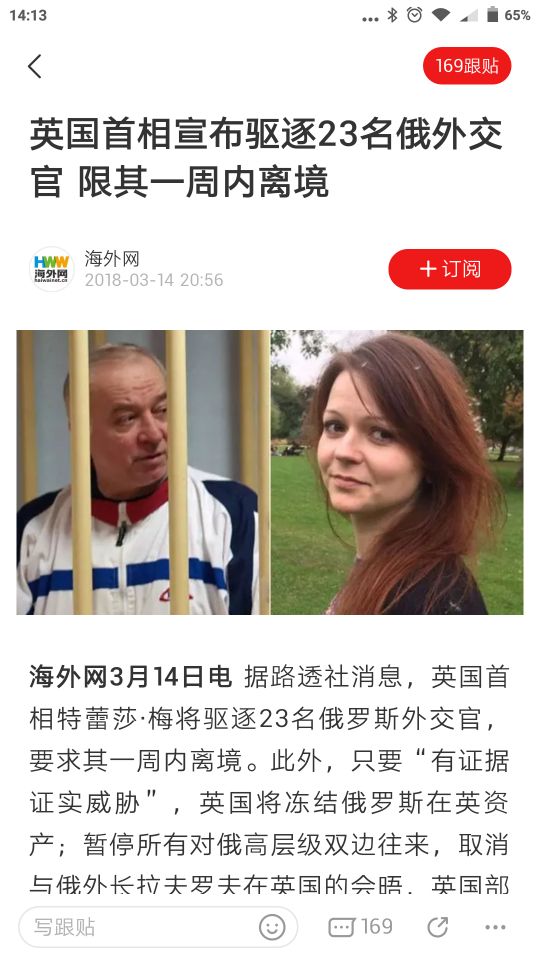 14:13
65%
169跟贴
英国首相宣布驱逐23名俄外交
官 限其一周内离境
HWW
海外网
haiwainet.cn
海外网
2018-03-14 20:56
+订阅
海外网3月14日电 据路透社消息，英国首
相特蕾莎·梅将驱逐23名俄罗斯外交官，
要求其一周内离境。此外，只要“有证据
证实威胁”，英国将冻结俄罗斯在英资
产；暂停所有对俄高层级双边往来，取消
与俄外长拉夫罗夫在英国的会晤，英国部
写跟贴
169